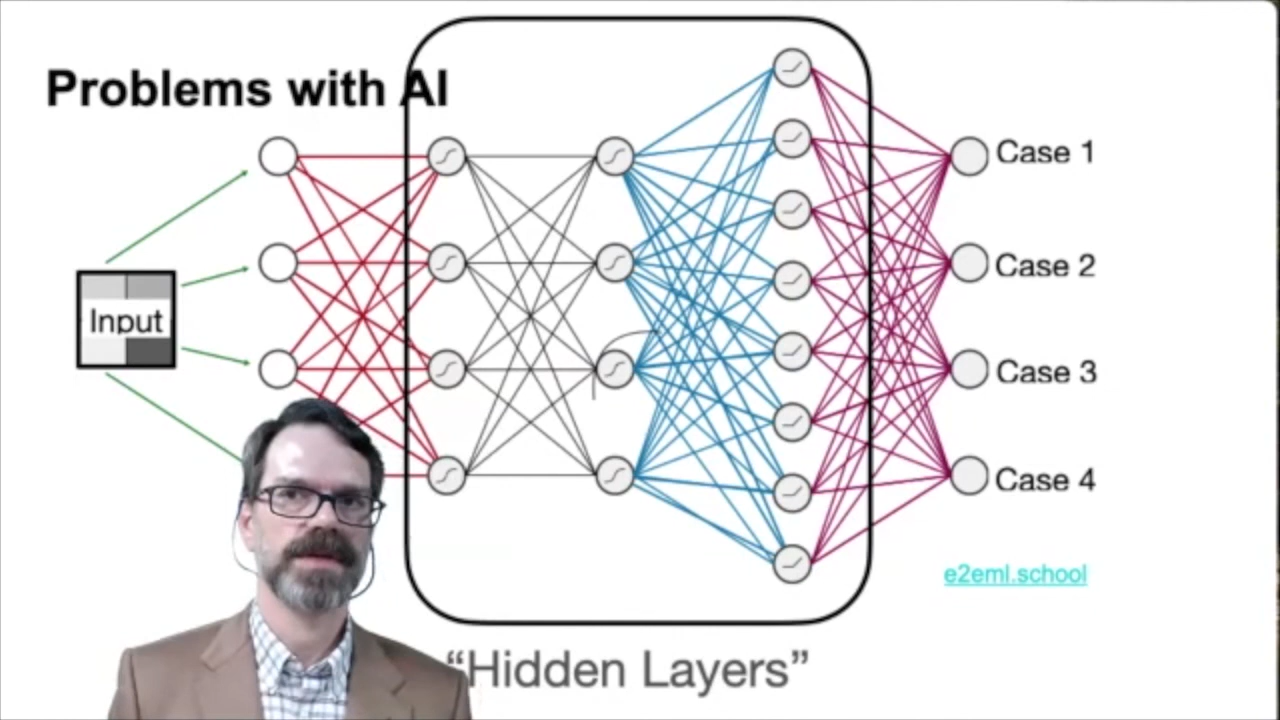 Problems with AI
Input
Case 1
Case 2
Case 3
Case 4
e2eml.school
“Hidden Layers”